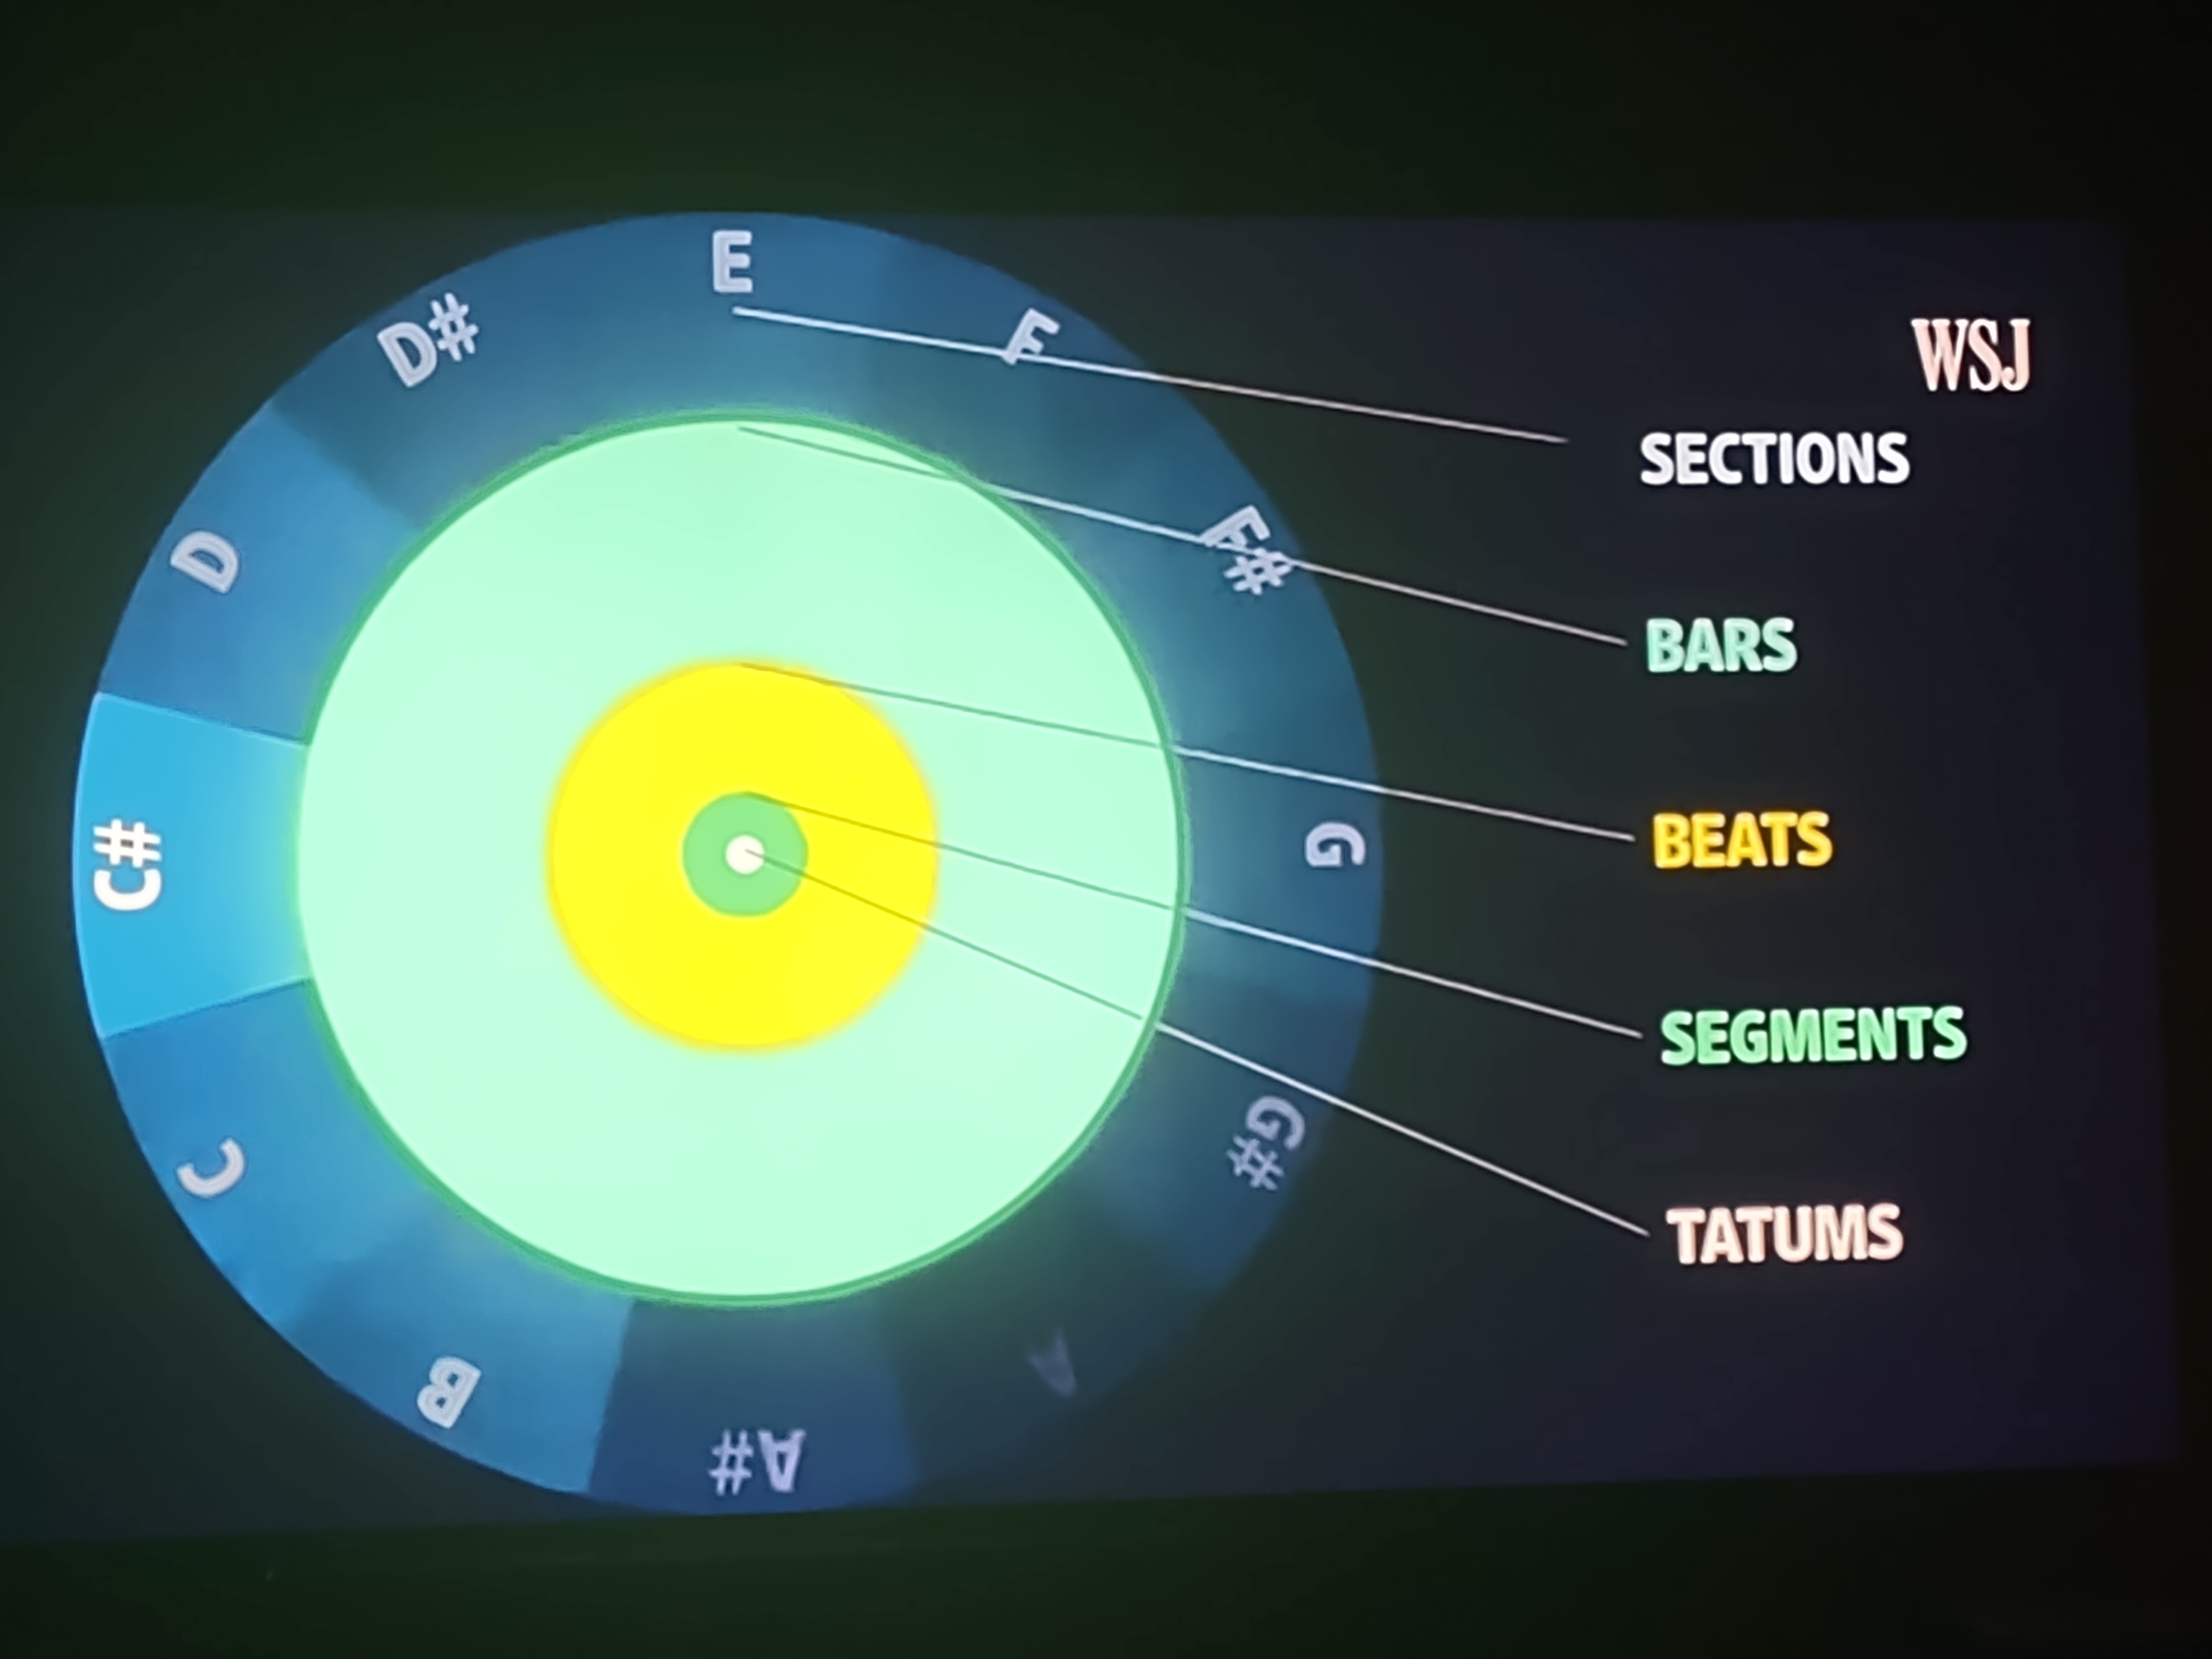 E
D#
F
WSJ
SECTIONS
D
F#
BARS
C#
G
BEATS
SEGMENTS
C
G#
TATUMS
B
A
A#